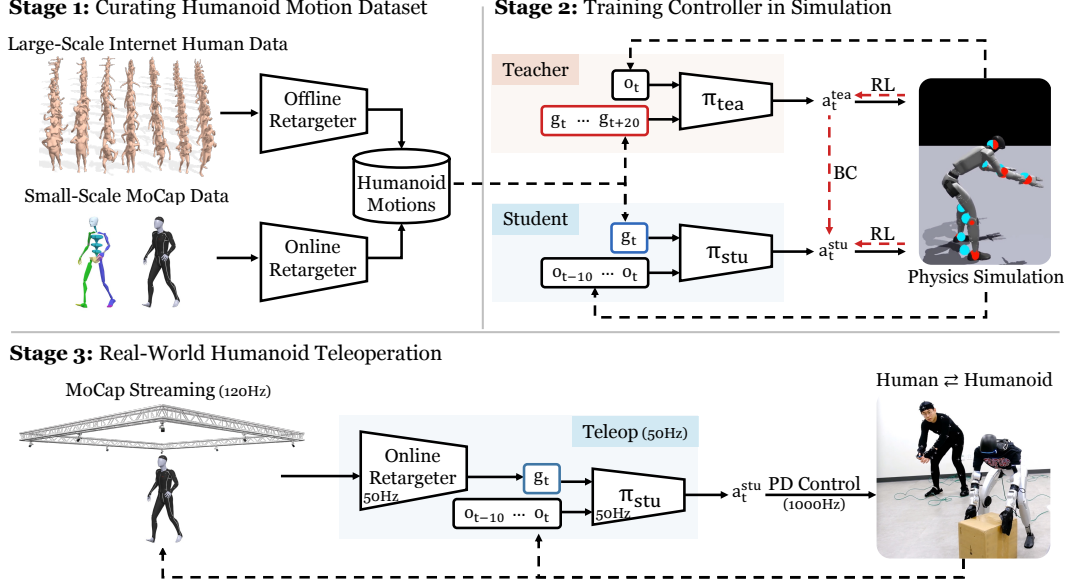 Stage 1: Curating Humanoid Motion Dataset
Large-Scale Internet Human Data
Offline
Retargeter
Humanoid
Motions
Small-Scale MoCap Data
Online
Retargeter
Stage 2: Training Controller in Simulation
Teacher
o_t
g_t ... g_{t+20}
π_tea
a_t^tea
RL
BC
Student
g_t
o_{t−10} ... o_t
π_stu
a_t^stu
RL
Physics Simulation
Stage 3: Real-World Humanoid Teleoperation
MoCap Streaming (120Hz)
Teleop (50Hz)
Online
Retargeter
50Hz
g_t
o_{t−10} ... o_t
π_stu
50Hz
a_t^stu
PD Control
(1000Hz)
Human ⇄ Humanoid